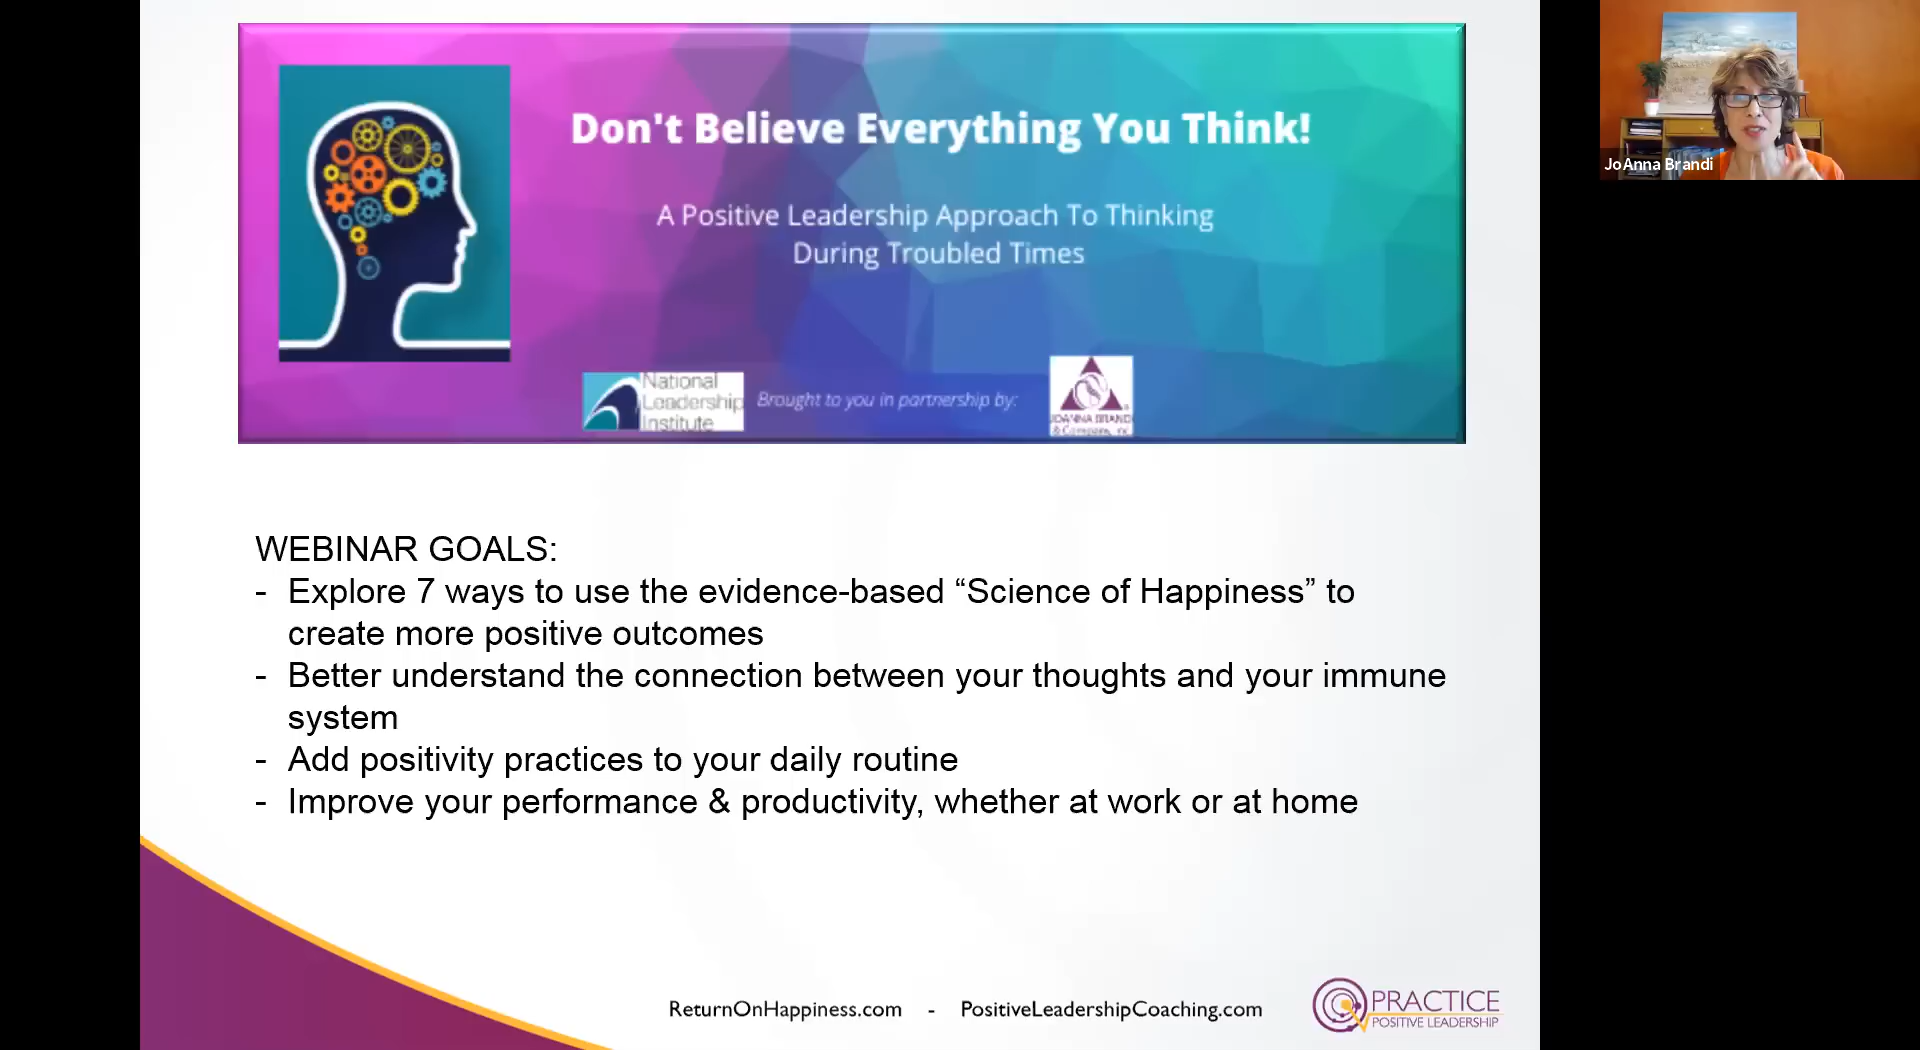 Don't Believe Everything You Think!
A Positive Leadership Approach To Thinking
During Troubled Times
National
Leadership
Institute
Brought to you in partnership by:
JOANNA BRANDI
& Company, Inc.
JoAnna Brandi
WEBINAR GOALS:
- Explore 7 ways to use the evidence-based “Science of Happiness” to
create more positive outcomes
- Better understand the connection between your thoughts and your immune
system
- Add positivity practices to your daily routine
- Improve your performance & productivity, whether at work or at home
ReturnOnHappiness.com - PositiveLeadershipCoaching.com
PRACTICE
POSITIVE LEADERSHIP